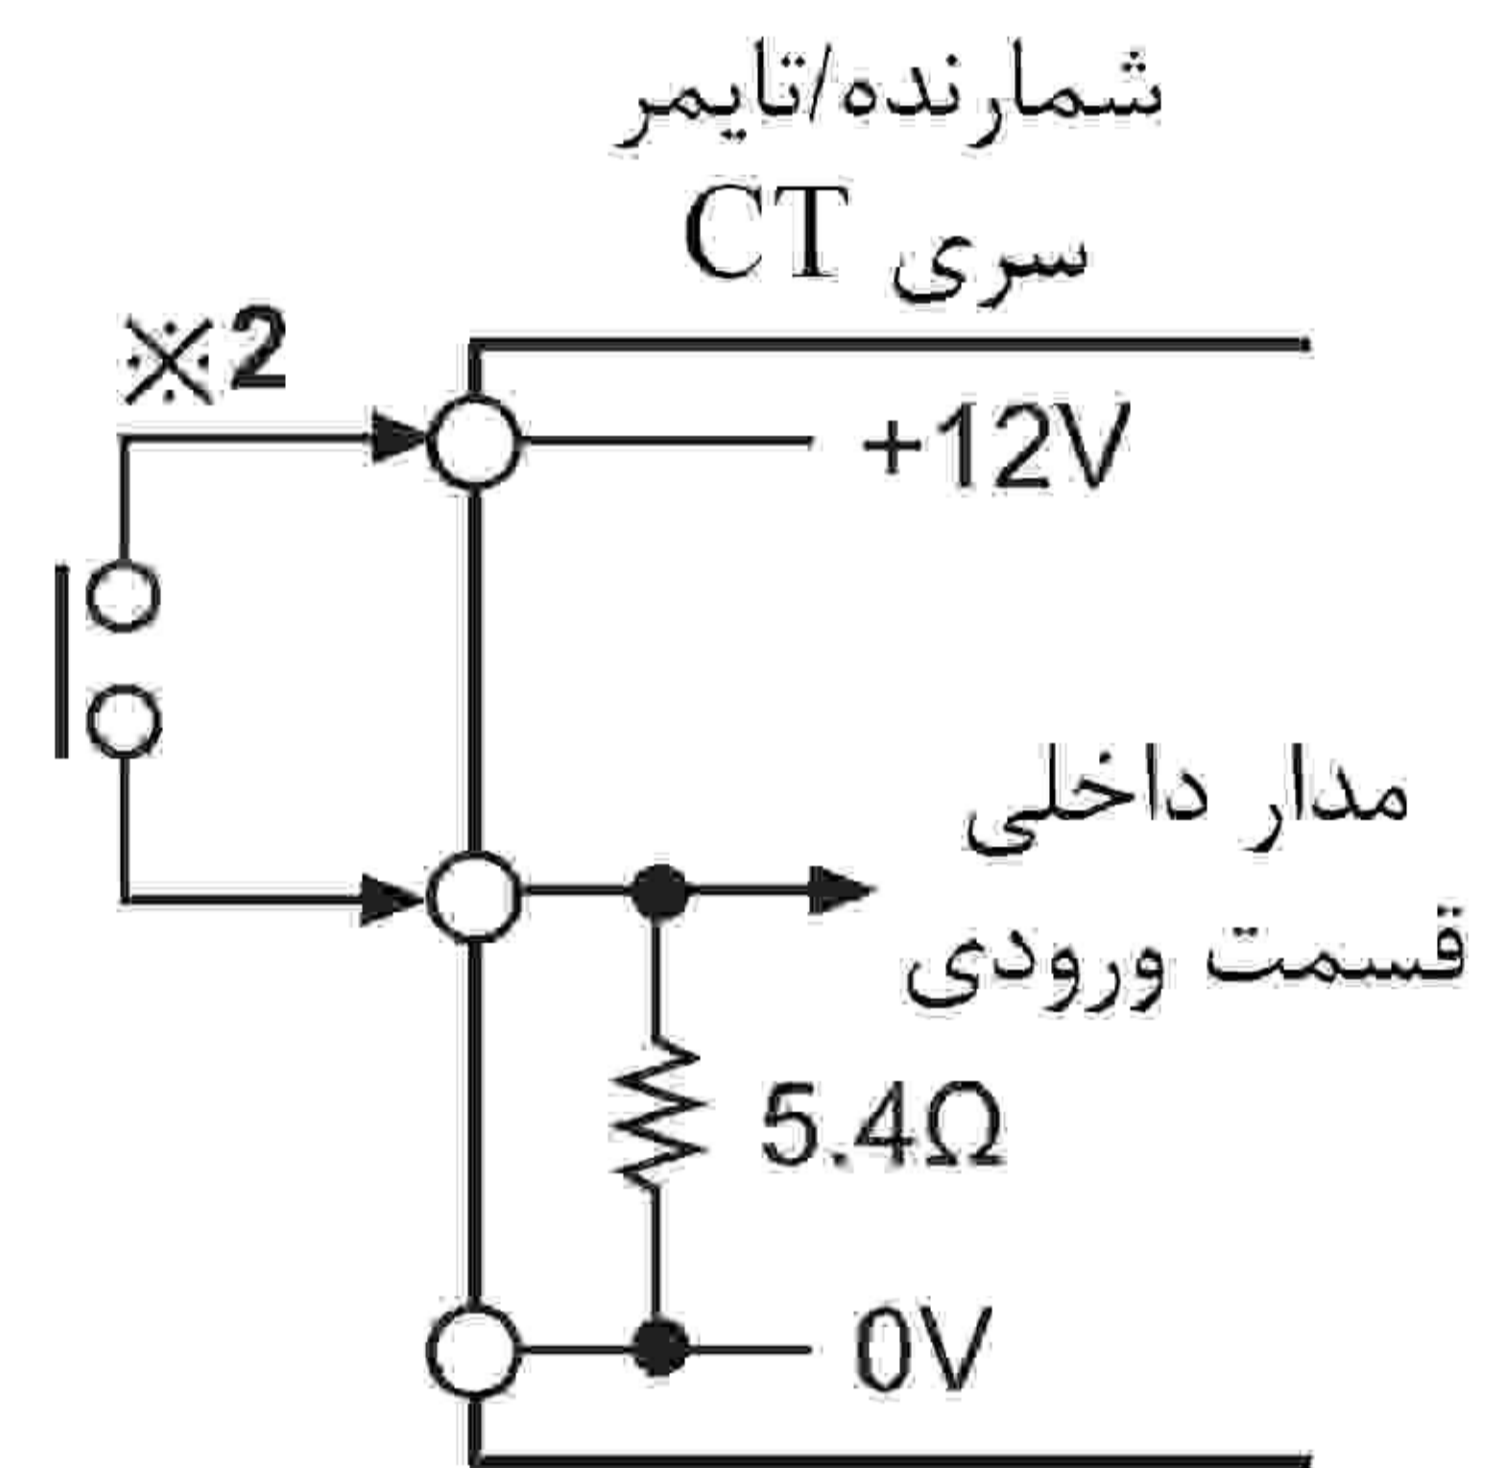 شمارنده/تایمر
سری CT
※2
+12V
مدار داخلی
قسمت ورودی
5.4Ω
0V